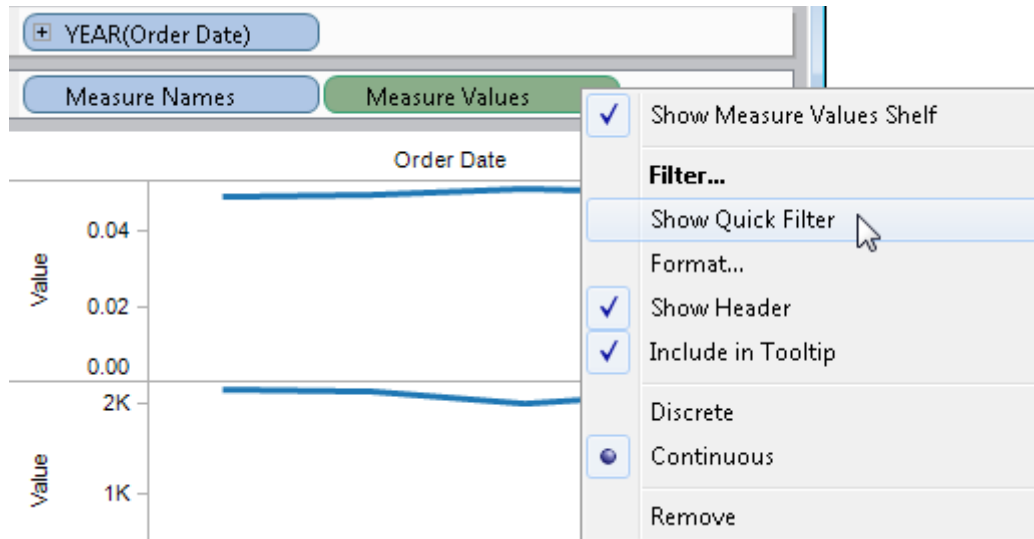 YEAR(Order Date)
Measure Names
Measure Values
Show Measure Values Shelf
Filter...
Show Quick Filter
Format...
Show Header
Include in Tooltip
Discrete
Continuous
Remove
Order Date
Value
0.04
0.02
0.00
Value
2K
1K